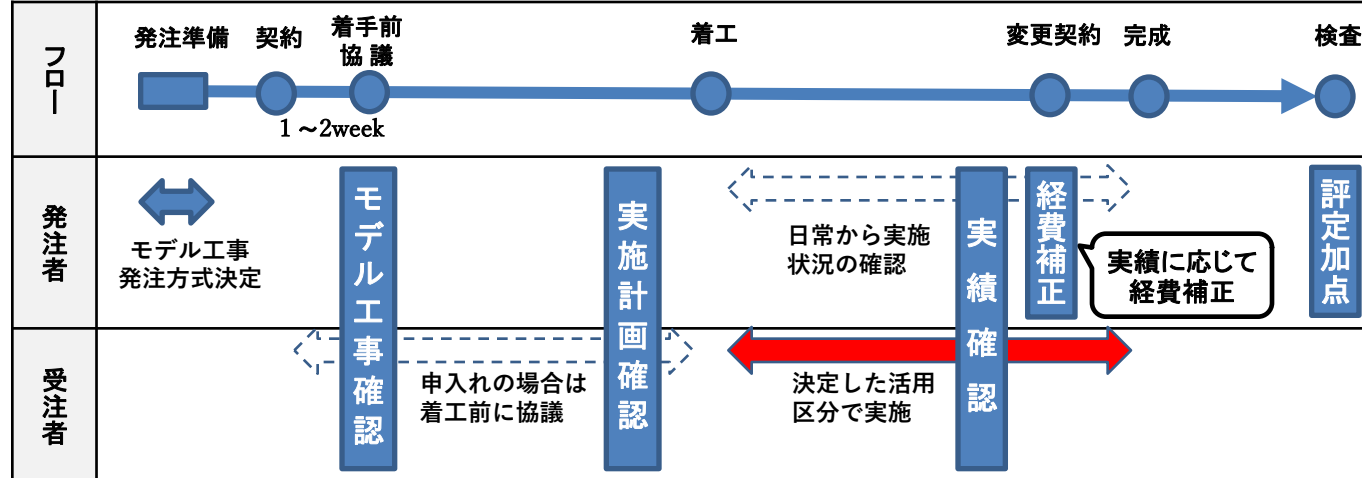 フロー
発注準備
契約
着手前
協 議
着工
変更契約
完成
検査
1 ～2week
発注者
モデル工事
発注方式決定
モデル工事確認
実施計画確認
日常から実施
状況の確認
実績確認
経費補正
実績に応じて
経費補正
評定加点
受注者
申入れの場合は
着工前に協議
決定した活用
区分で実施